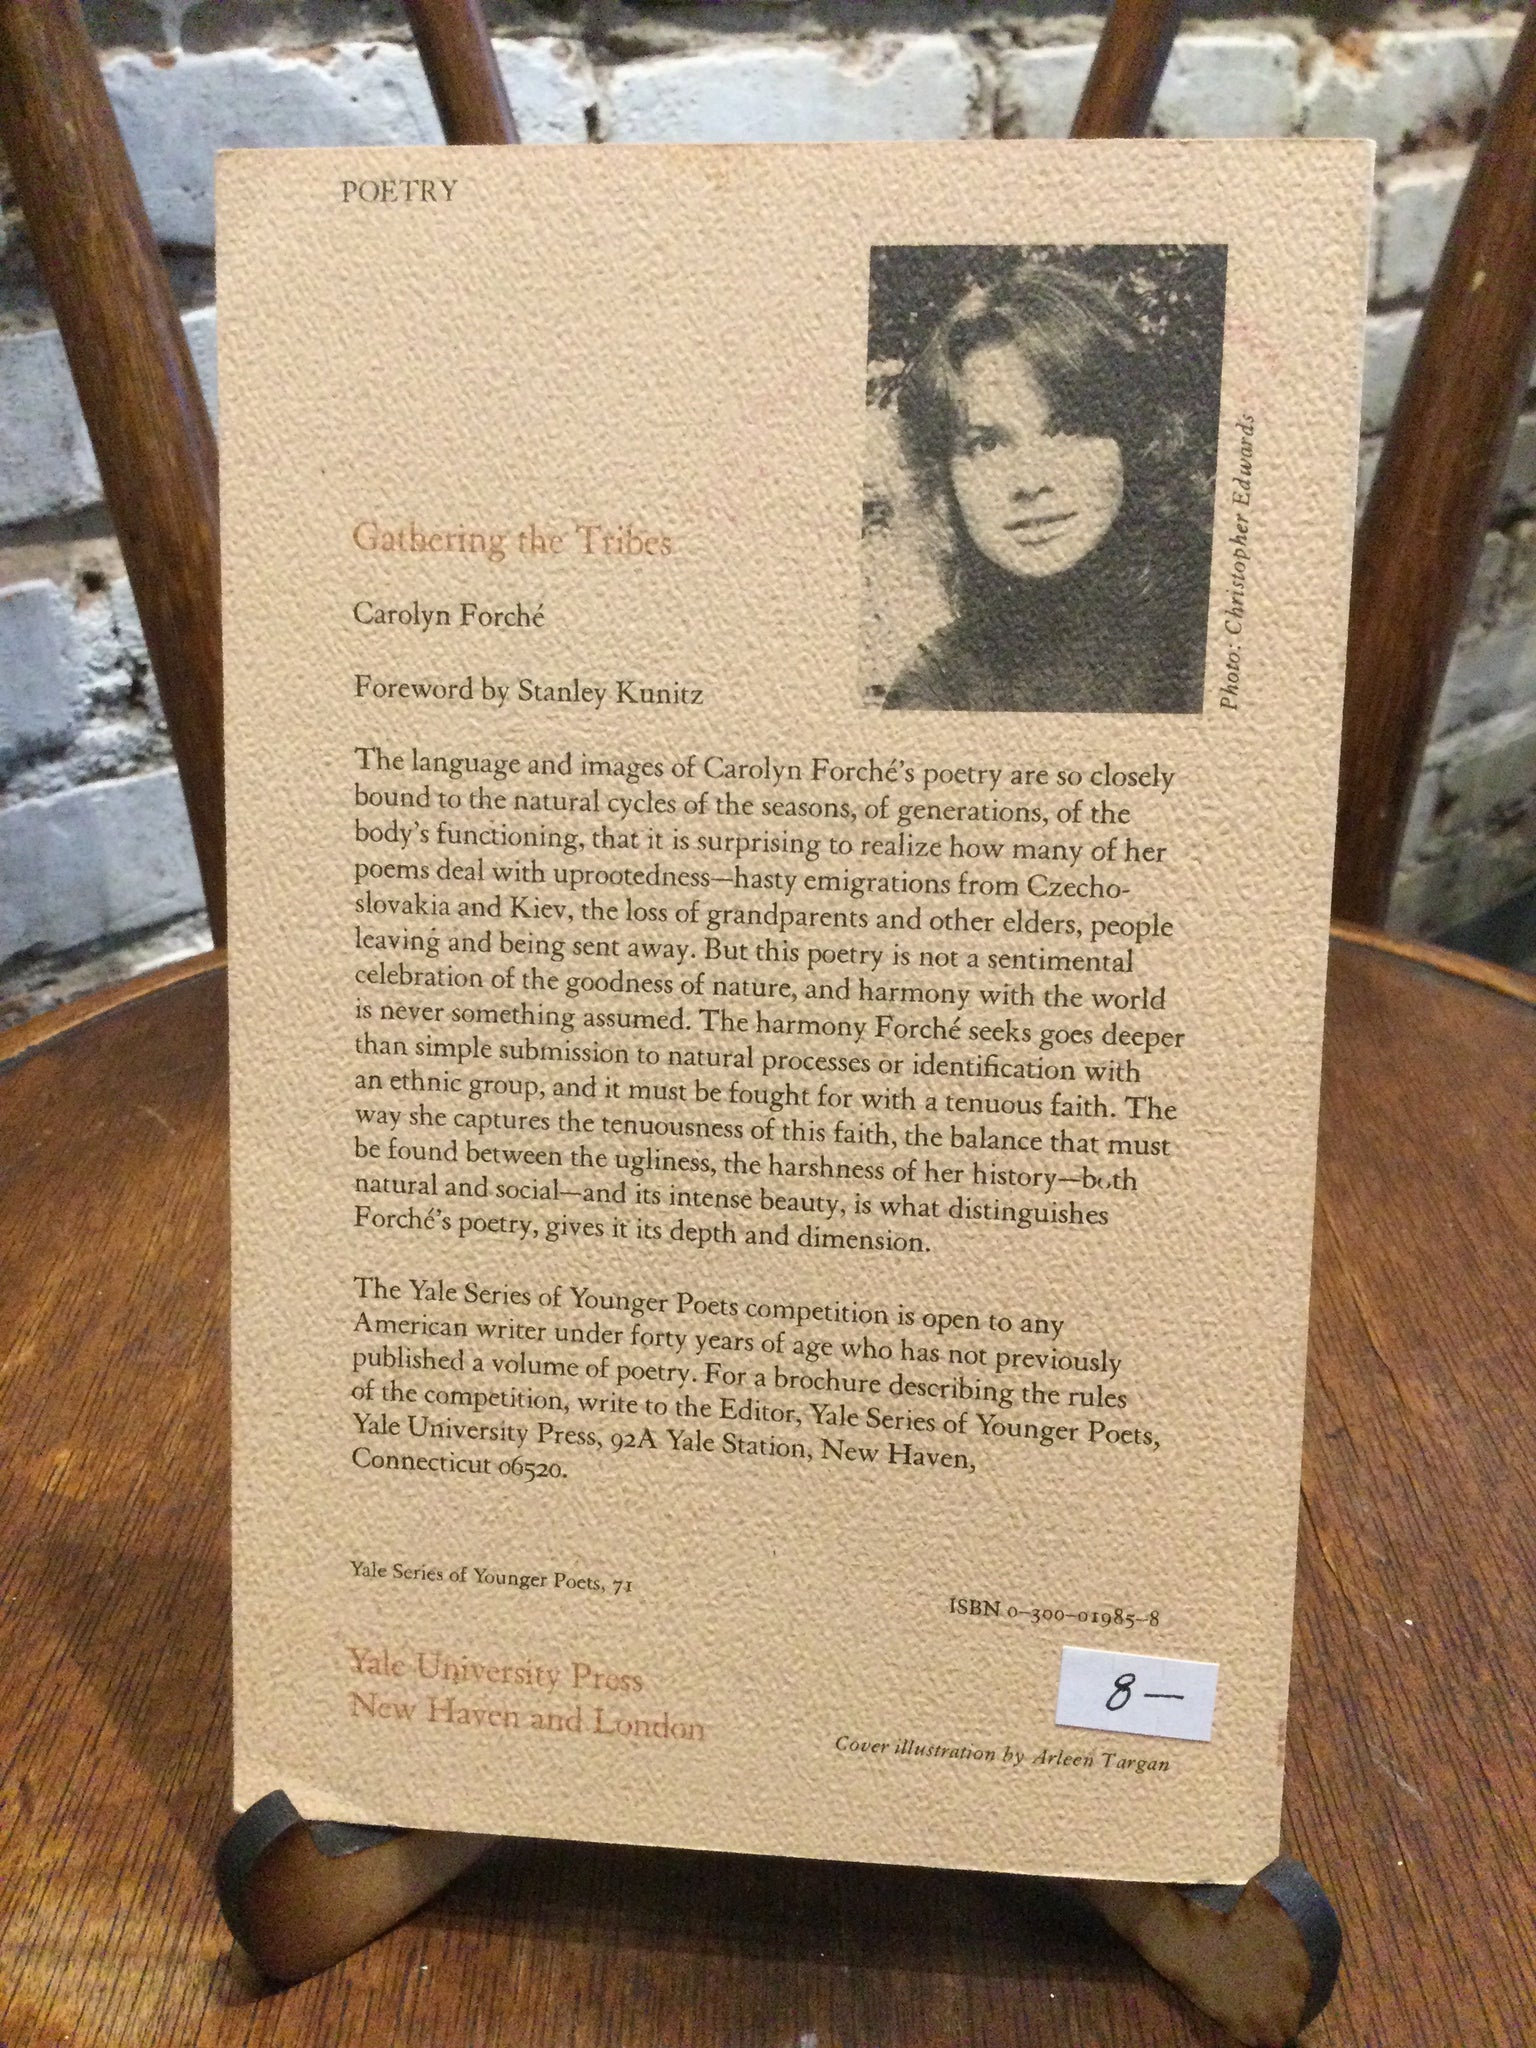 POETRY
Photo: Christopher Edwards
Gathering the Tribes
Carolyn Forché
Foreword by Stanley Kunitz
The language and images of Carolyn Forché's poetry are so closely
bound to the natural cycles of the seasons, of generations, of the
body's functioning, that it is surprising to realize how many of her
poems deal with uprootedness—hasty emigrations from Czecho-
slovakia and Kiev, the loss of grandparents and other elders, people
leaving and being sent away. But this poetry is not a sentimental
celebration of the goodness of nature, and harmony with the world
is never something assumed. The harmony Forché seeks goes deeper
than simple submission to natural processes or identification with
an ethnic group, and it must be fought for with a tenuous faith. The
way she captures the tenuousness of this faith, the balance that must
be found between the ugliness, the harshness of her history—both
natural and social—and its intense beauty, is what distinguishes
Forché's poetry, gives it its depth and dimension.
The Yale Series of Younger Poets competition is open to any
American writer under forty years of age who has not previously
published a volume of poetry. For a brochure describing the rules
of the competition, write to the Editor, Yale Series of Younger Poets,
Yale University Press, 92A Yale Station, New Haven,
Connecticut 06520.
Yale Series of Younger Poets, 71
ISBN 0-300-01985-8
Yale University Press
New Haven and London
8—
Cover illustration by Arleen Targan